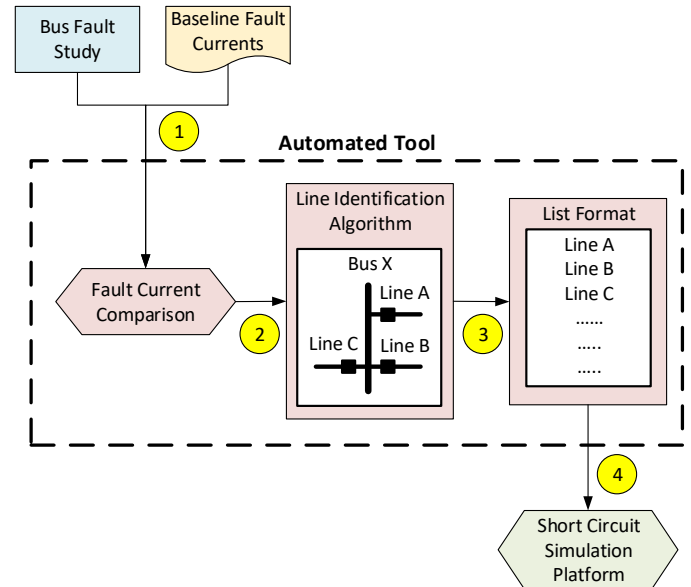 Bus Fault
Study
Baseline Fault
Currents
1
Automated Tool
Line Identification
Algorithm
Bus X
Line A
Line C
Line B
Fault Current
Comparison
2
3
List Format
Line A
Line B
Line C
......
.....
.....
4
Short Circuit
Simulation
Platform